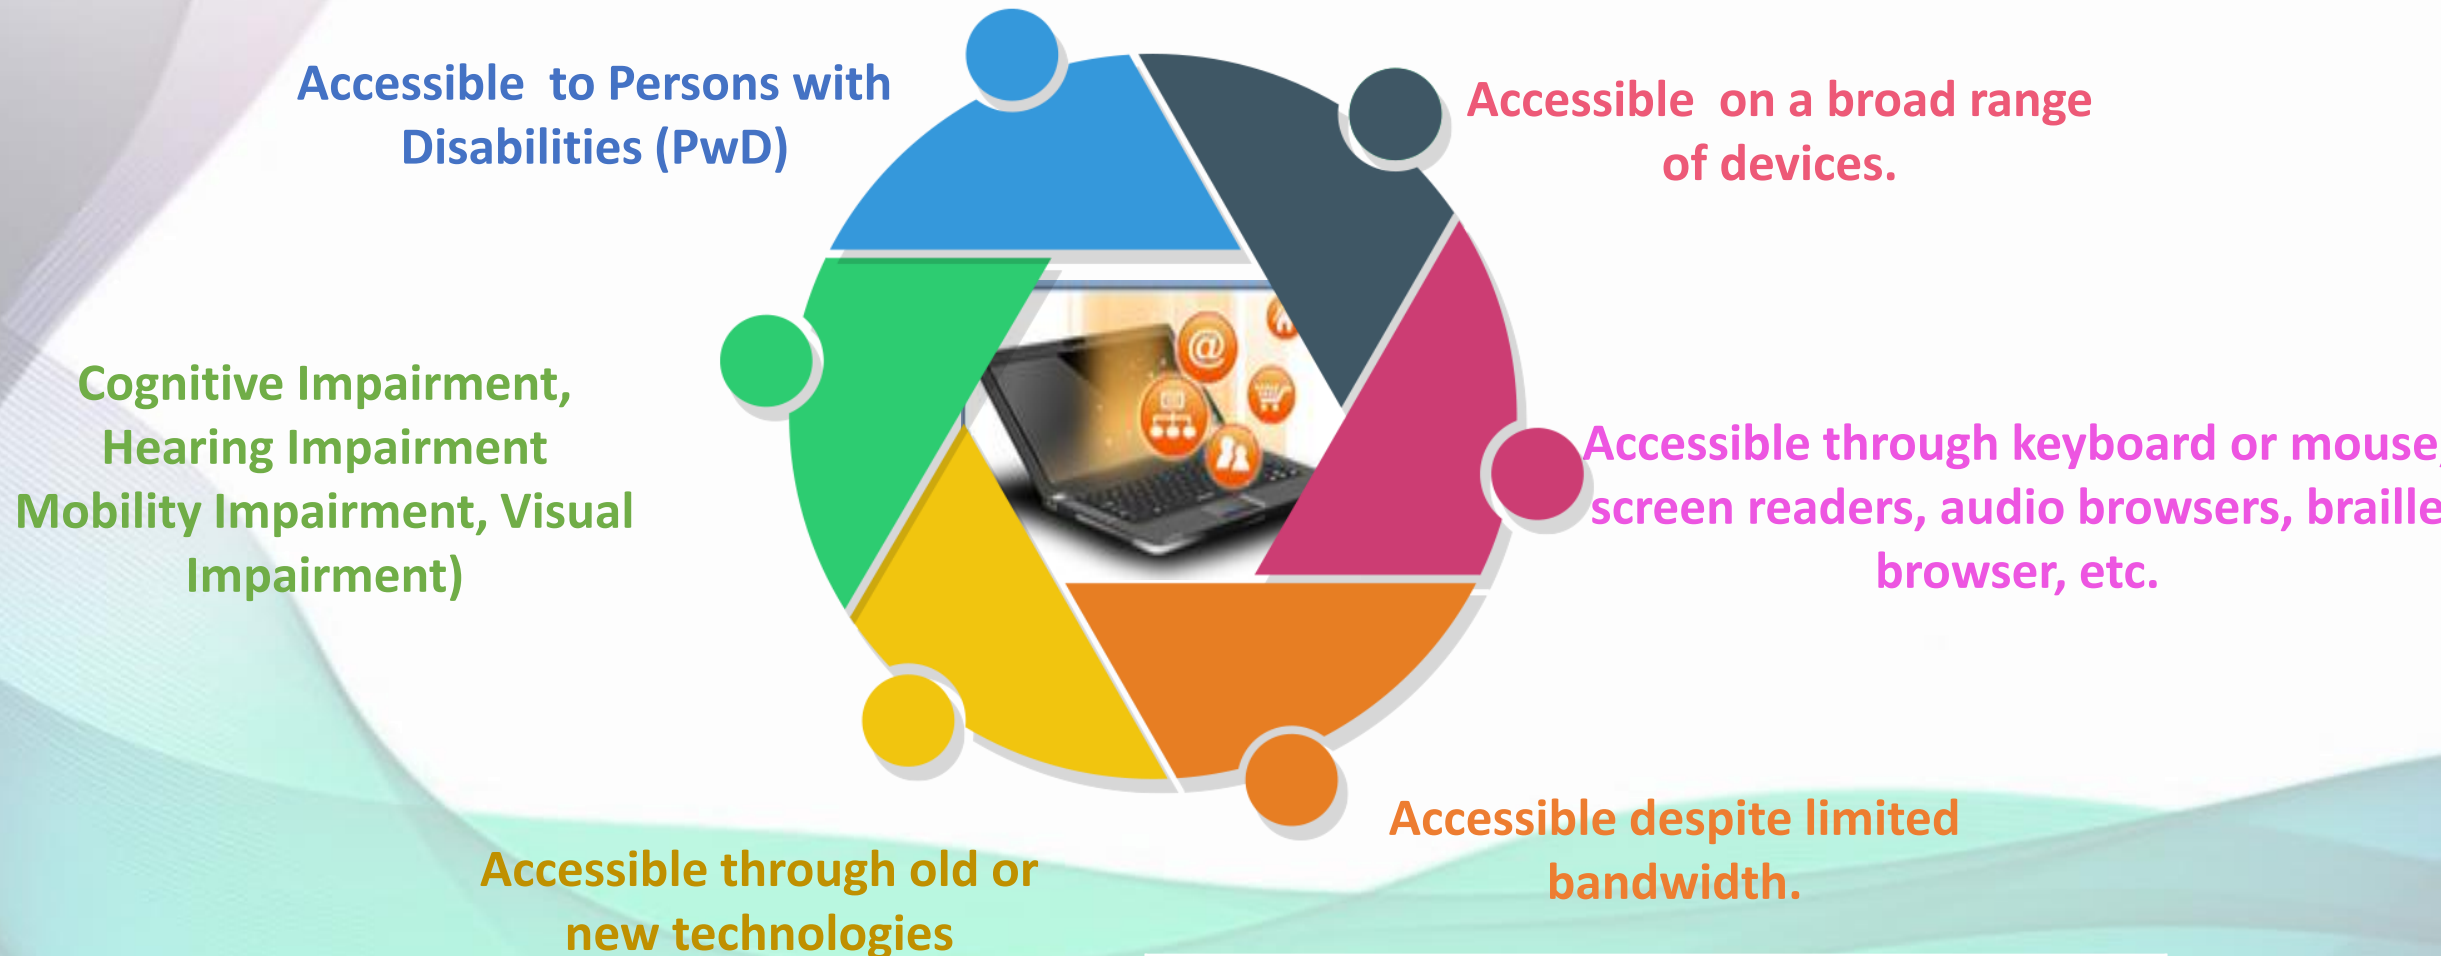 Accessible  to Persons with
Disabilities (PwD)
Accessible  on a broad range
of devices.
Cognitive Impairment,
Hearing Impairment
Mobility Impairment, Visual
Impairment)
Accessible through keyboard or mouse,
screen readers, audio browsers, braille
browser, etc.
Accessible through old or
new technologies
Accessible despite limited
bandwidth.
@